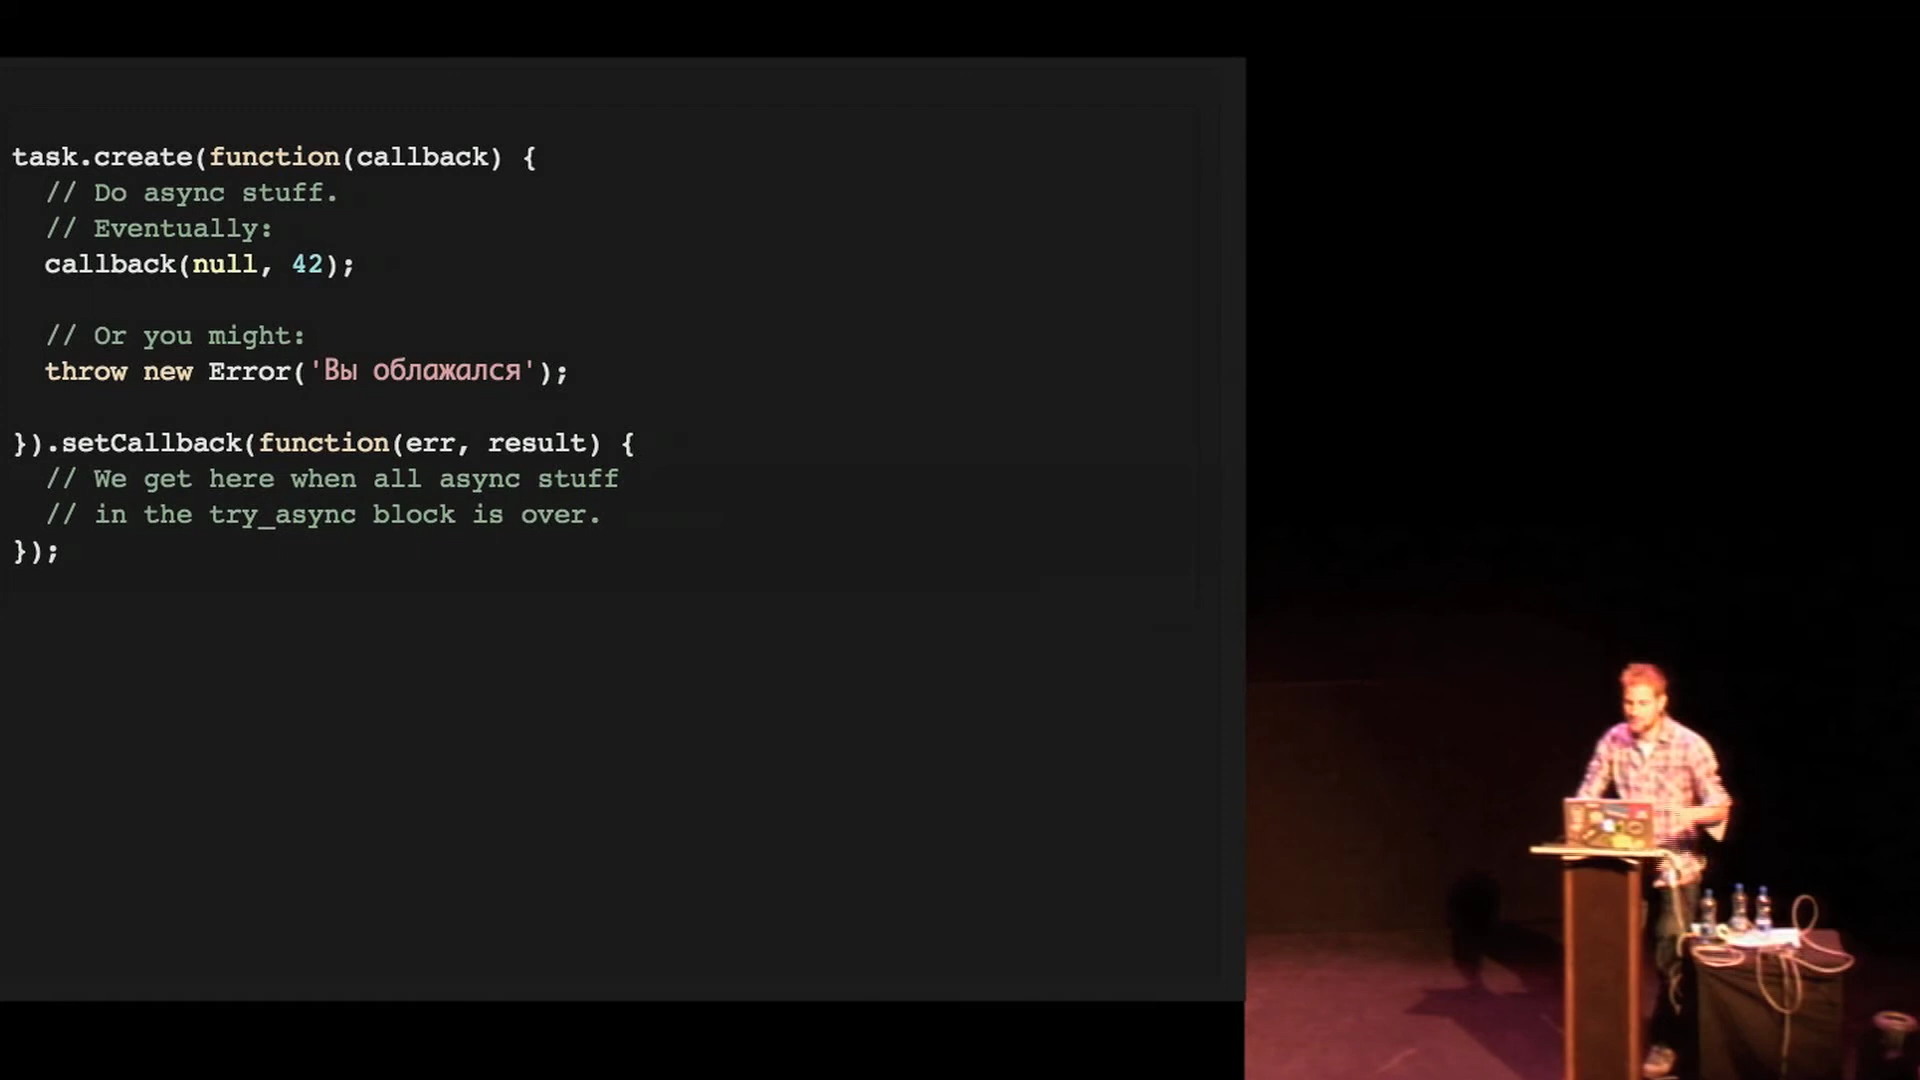 task.create(function(callback) {
// Do async stuff.
// Eventually:
callback(null, 42);
// Or you might:
throw new Error('Вы облажался');
}).setCallback(function(err, result) {
// We get here when all async stuff
// in the try_async block is over.
});